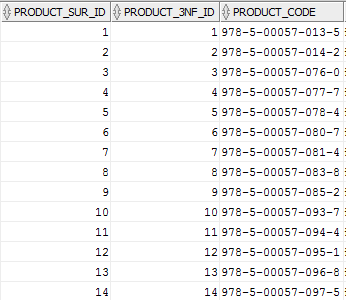 PRODUCT_SUR_ID PRODUCT_3NF_ID PRODUCT_CODE
1 1 978-5-00057-013-5
2 2 978-5-00057-014-2
3 3 978-5-00057-076-0
4 4 978-5-00057-077-7
5 5 978-5-00057-078-4
6 6 978-5-00057-080-7
7 7 978-5-00057-081-4
8 8 978-5-00057-083-8
9 9 978-5-00057-085-2
10 10 978-5-00057-093-7
11 11 978-5-00057-094-4
12 12 978-5-00057-095-1
13 13 978-5-00057-096-8
14 14 978-5-00057-097-5